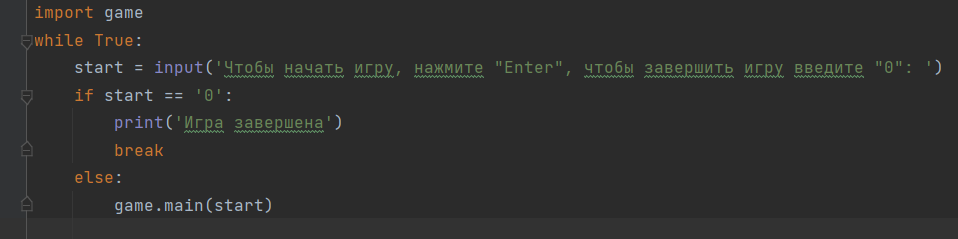 import game
while True:
    start = input('Чтобы начать игру, нажмите "Enter", чтобы завершить игру введите "0": ')
    if start == '0':
        print('Игра завершена')
        break
    else:
        game.main(start)